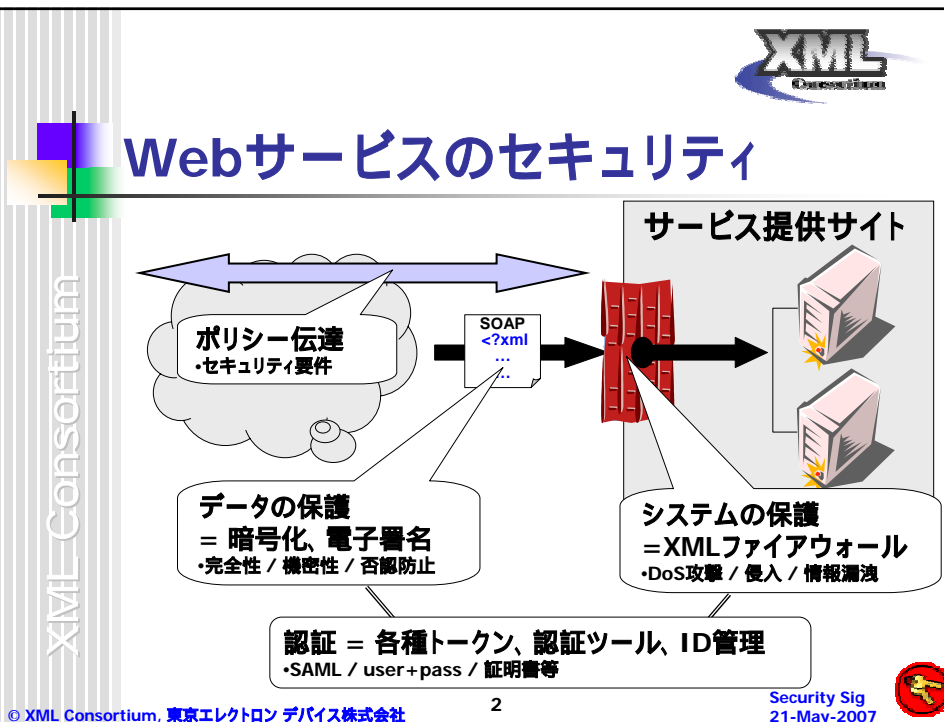 XML
Consortium
Webサービスのセキュリティ
サービス提供サイト
ポリシー伝達
•セキュリティ要件
SOAP
<?xml
…
…
データの保護
= 暗号化、電子署名
•完全性 / 機密性 / 否認防止
システムの保護
=XMLファイアウォール
•DoS攻撃 / 侵入 / 情報漏洩
認証 = 各種トークン、認証ツール、ID管理
•SAML / user+pass / 証明書等
XML Consortium
© XML Consortium, 東京エレクトロン デバイス株式会社
2
Security Sig
21-May-2007